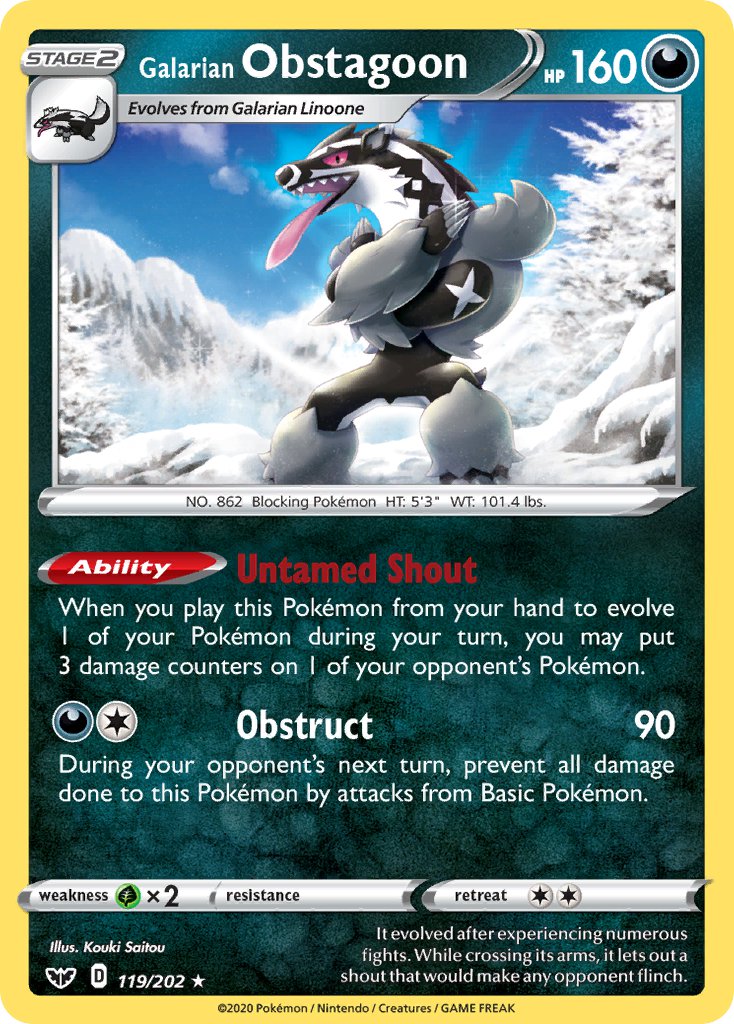 STAGE 2
Galarian Obstagoon
HP 160
Evolves from Galarian Linoone
NO. 862 Blocking Pokémon HT: 5'3" WT: 101.4 lbs.
Ability Untamed Shout
When you play this Pokémon from your hand to evolve
1 of your Pokémon during your turn, you may put
3 damage counters on 1 of your opponent's Pokémon.
Obstruct 90
During your opponent's next turn, prevent all damage
done to this Pokémon by attacks from Basic Pokémon.
weakness ×2 resistance retreat
Illus. Kouki Saitou
D 119/202 ★
It evolved after experiencing numerous
fights. While crossing its arms, it lets out a
shout that would make any opponent flinch.
©2020 Pokémon / Nintendo / Creatures / GAME FREAK